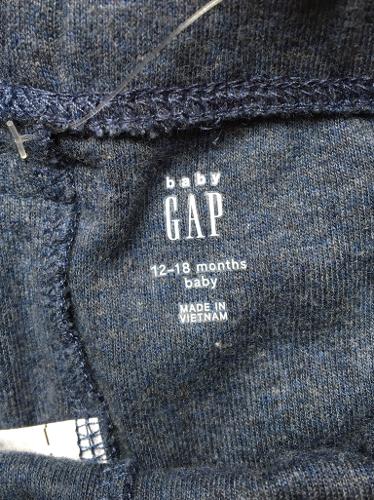 baby
GAP
12-18 months
baby
MADE IN
VIETNAM